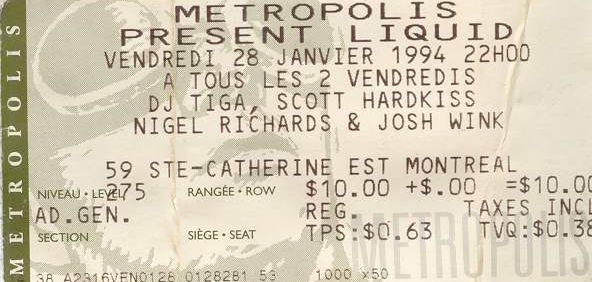 METROPOLIS
METROPOLIS
PRESENT LIQUID
VENDREDI 28 JANVIER 1994 22H00
A TOUS LES 2 VENDREDIS
DJ TIGA, SCOTT HARDKISS
NIGEL RICHARDS & JOSH WINK
59 STE-CATHERINE EST MONTREAL
NIVEAU • LEVEL 275 RANGÉE • ROW $10.00 +$.00 =$10.00
AD.GEN. REG. TAXES INCL
SECTION SIÈGE • SEAT TPS:$0.63 TVQ:$0.38
METROPOLIS
38 A2316VEN0128 0128281 53 1000 X50